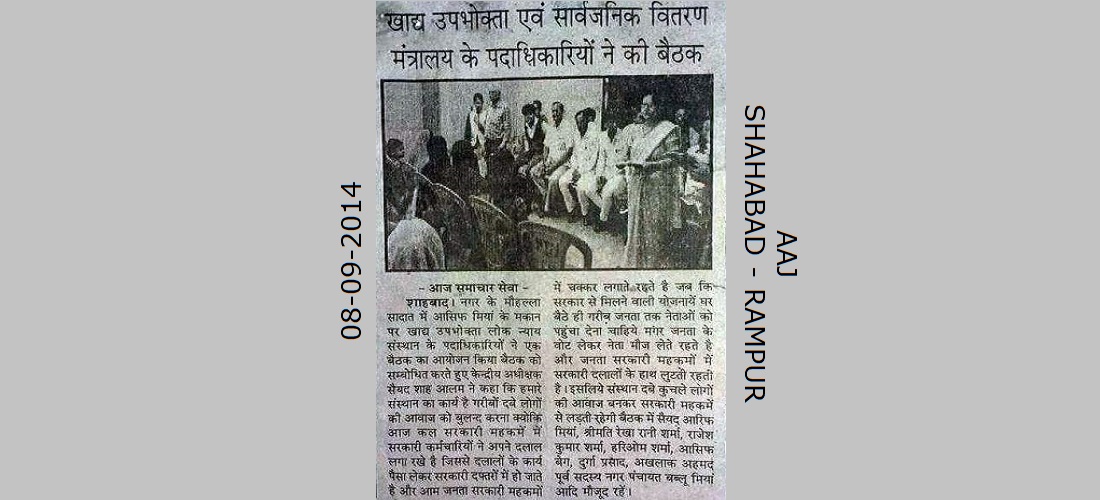 खाद्य उपभोक्ता एवं सार्वजनिक वितरण
मंत्रालय के पदाधिकारियों ने की बैठक
– आज समाचार सेवा –
शाहबाद। नगर के मौहल्ला
सादात में आसिफ मियां के मकान
पर खाद्य उपभोक्ता लोक न्याय
संस्थान के पदाधिकारियों ने एक
बैठक का आयोजन किया बैठक को
सम्बोधित करते हुए केन्द्रीय अधीक्षक
सैयद शाह आलम ने कहा कि हमारे
संस्थान का कार्य है गरीबों दबे लोगों
की आवाज को बुलन्द करना क्योकि
आज कल सरकारी महकमों में
सरकारी कर्मचारियों ने अपने दलाल
लगा रखे है जिससे दलालों के कार्य
पैसा लेकर सरकारी दफ्तरों में हो जाते
है और आम जनता सरकारी महकमों
में चक्कर लगाते रहते है जब कि
सरकार से मिलने वाली योजनायें घर
बैठे ही गरीब जनता तक नेताओं को
पहुंचा देना चाहिये मगर जनता के
वोट लेकर नेता मौज लेते रहते है
और जनता सरकारी महकमों में
सरकारी दलालों के हाथ लुटती रहती
है। इसलिये संस्थान दबे कुचले लोगों
की आवाज बनकर सरकारी महकमें
से लड़ती रहेगी बैठक में सैयद आरिफ
मियां, श्रीमति रेखा रानी शर्मा, राजेश
कुमार शर्मा, हरिओम शर्मा, आसिफ
बेग, दुर्गा प्रसाद, अखलाक अहमद
पूर्व सदस्य नगर पंचायत बब्लू मियां
आदि मौजूद रहें।
08-09-2014
AAJ
SHAHABAD - RAMPUR